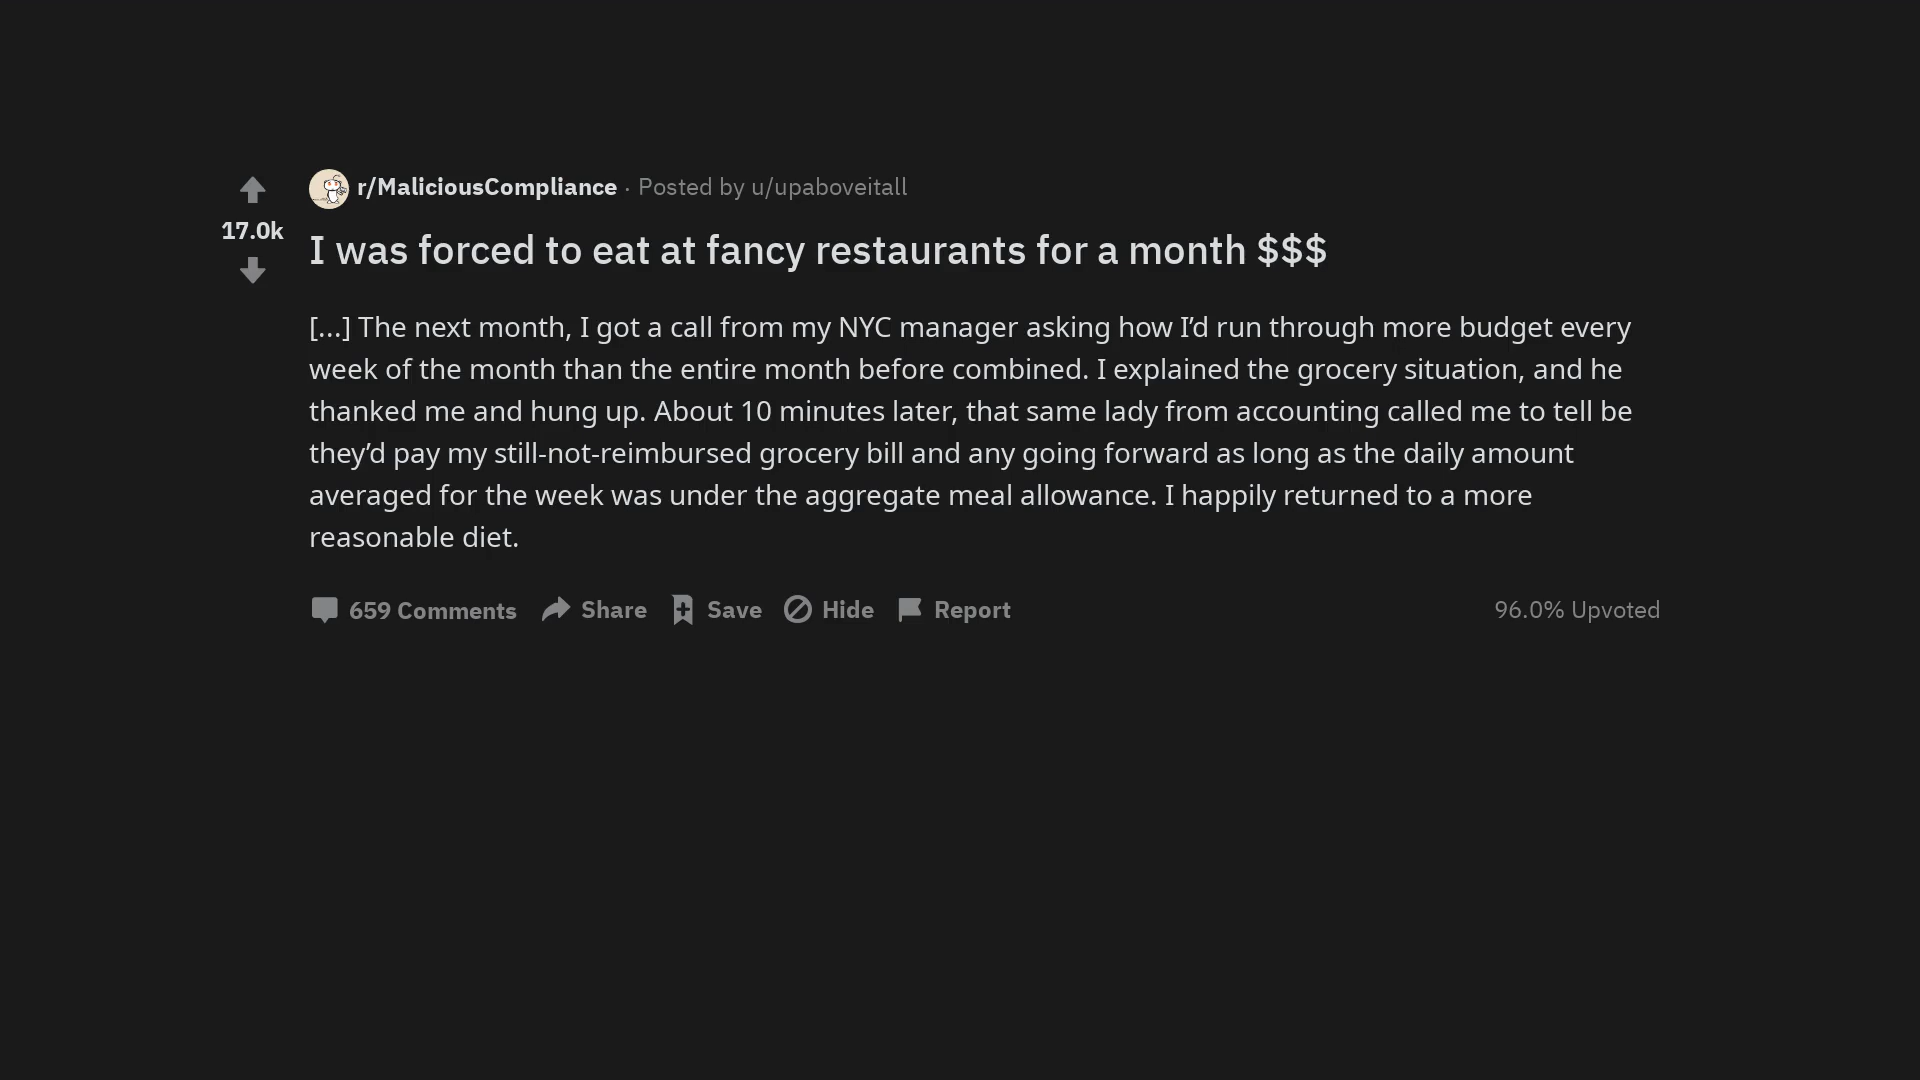 r/MaliciousCompliance · Posted by u/upaboveitall
17.0k
I was forced to eat at fancy restaurants for a month $$$
[...] The next month, I got a call from my NYC manager asking how I’d run through more budget every
week of the month than the entire month before combined. I explained the grocery situation, and he
thanked me and hung up. About 10 minutes later, that same lady from accounting called me to tell be
they’d pay my still-not-reimbursed grocery bill and any going forward as long as the daily amount
averaged for the week was under the aggregate meal allowance. I happily returned to a more
reasonable diet.
659 Comments Share Save Hide Report 96.0% Upvoted